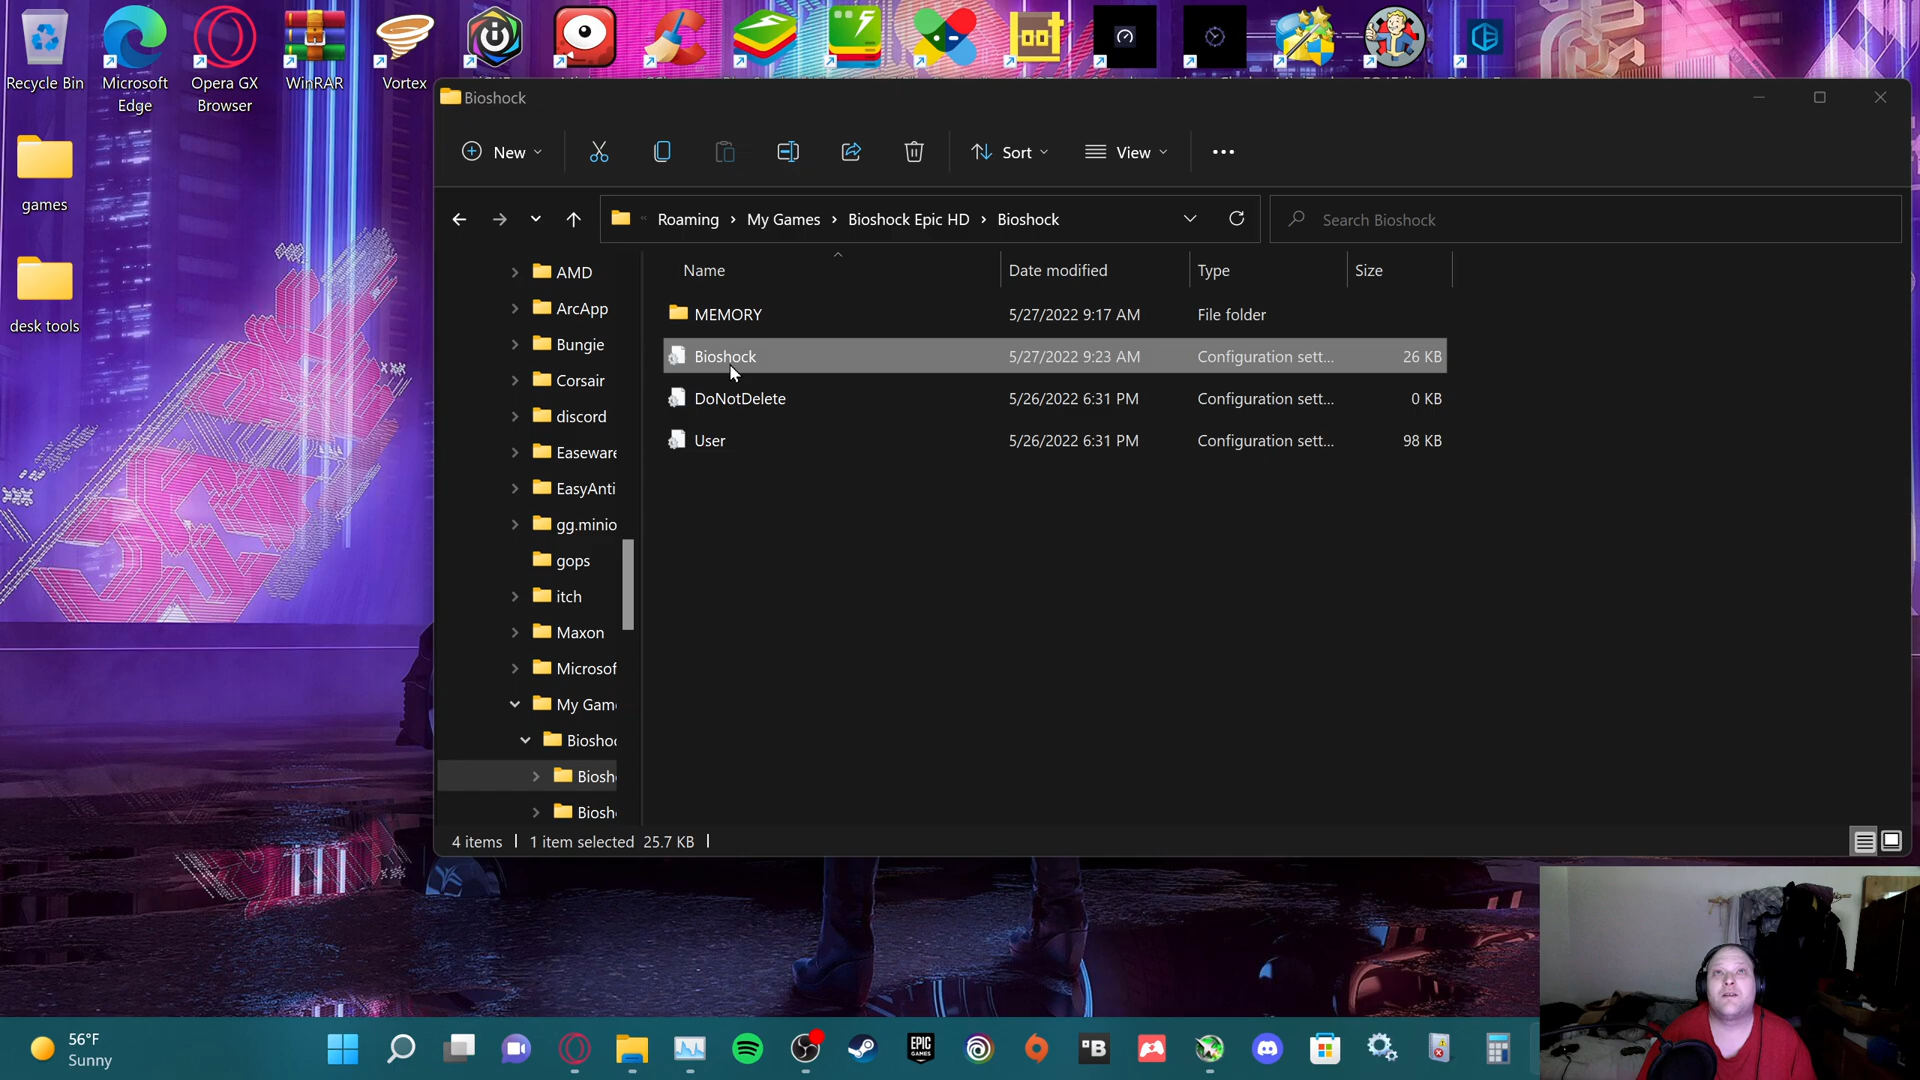 Recycle Bin
Microsoft Edge
Opera GX Browser
WinRAR
Vortex
games
desk tools
Bioshock
New
Sort
View
Roaming > My Games > Bioshock Epic HD > Bioshock
Search Bioshock
Name Date modified Type Size
MEMORY 5/27/2022 9:17 AM File folder
Bioshock 5/27/2022 9:23 AM Configuration sett... 26 KB
DoNotDelete 5/26/2022 6:31 PM Configuration sett... 0 KB
User 5/26/2022 6:31 PM Configuration sett... 98 KB
AMD
ArcApp
Bungie
Corsair
discord
Easeware
EasyAnti
gg.minio
gops
itch
Maxon
Microsof
My Gam
Bioshoc
Biosh
Biosh
4 items | 1 item selected 25.7 KB |
56°F
Sunny
EPIC
GAMES
B